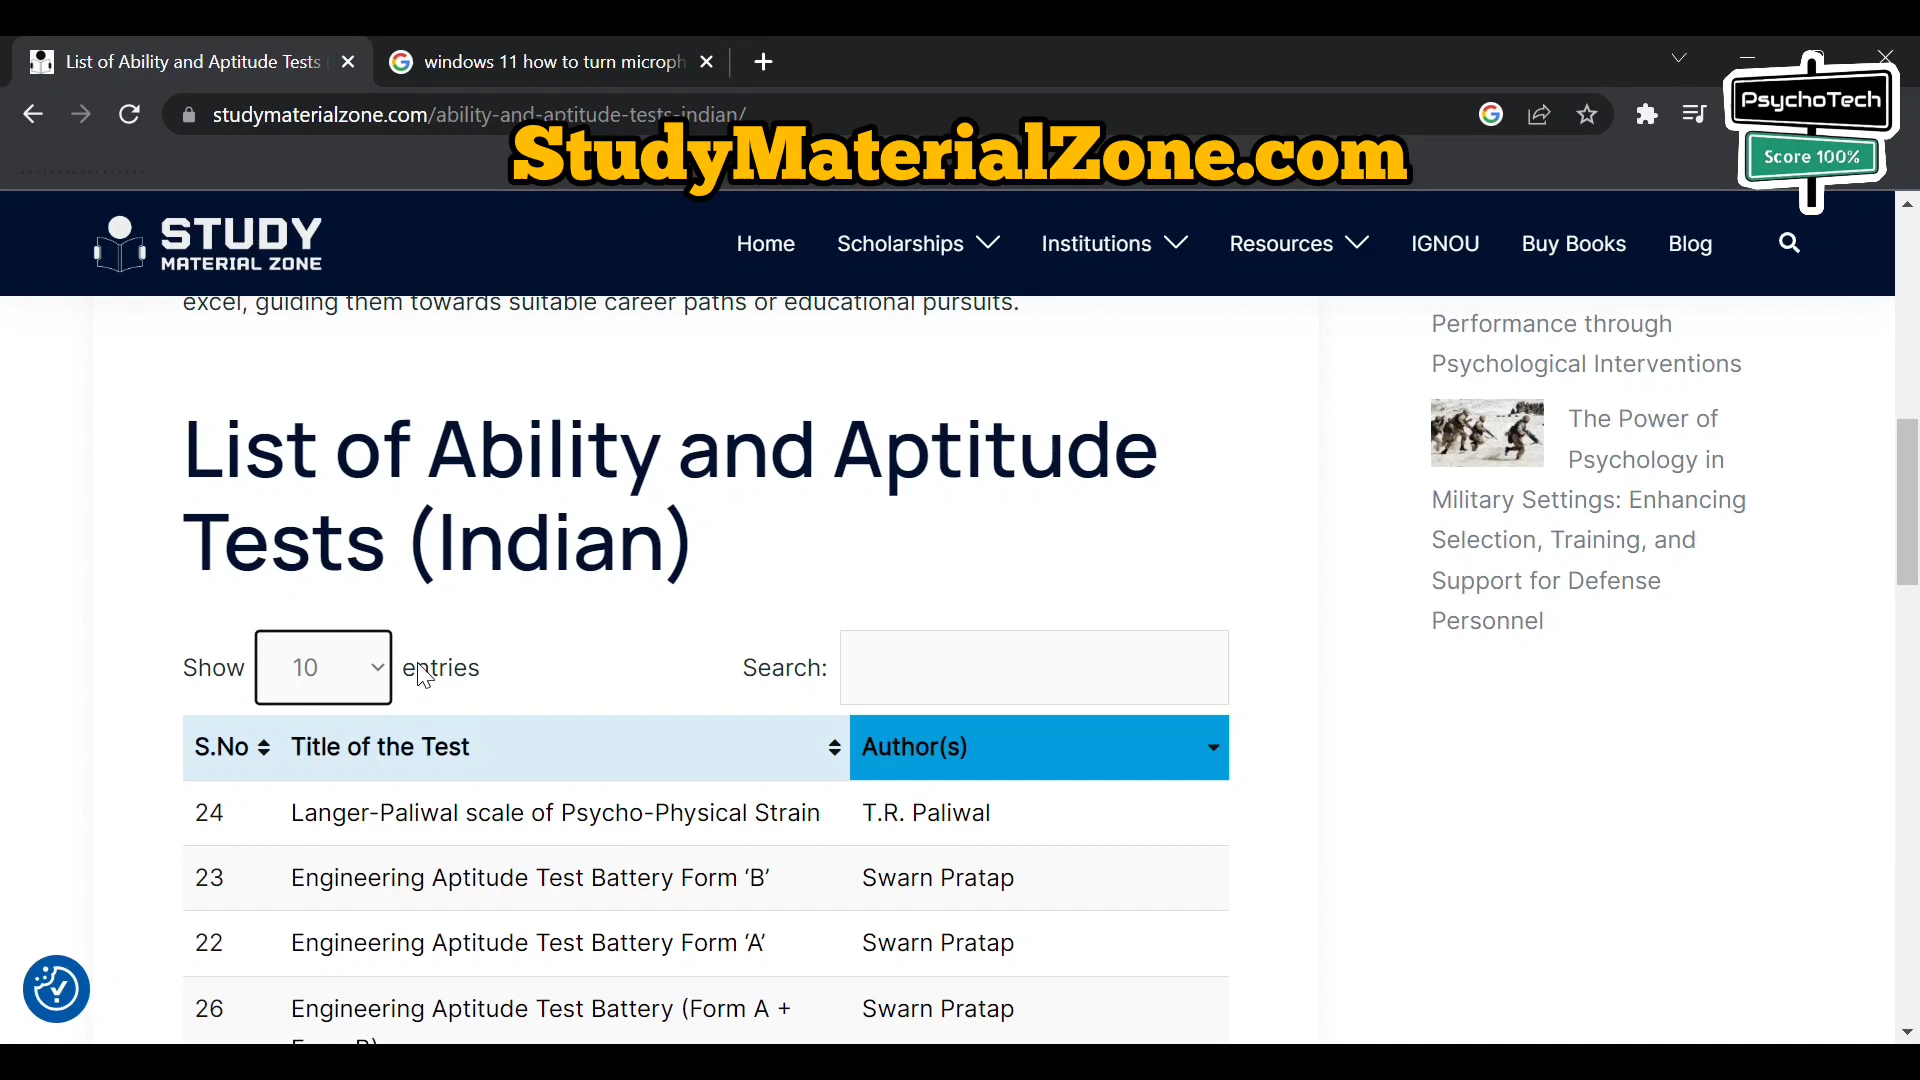 List of Ability and Aptitude Tests
windows 11 how to turn microph
studymaterialzone.com/ability-and-aptitude-tests-indian/
StudyMaterialZone.com
PsychoTech
Score 100%
STUDY
MATERIAL ZONE
Home
Scholarships
Institutions
Resources
IGNOU
Buy Books
Blog
excel, guiding them towards suitable career paths or educational pursuits.
List of Ability and Aptitude
Tests (Indian)
Show 10 entries
Search:
S.No Title of the Test Author(s)
24 Langer-Paliwal scale of Psycho-Physical Strain T.R. Paliwal
23 Engineering Aptitude Test Battery Form ‘B’ Swarn Pratap
22 Engineering Aptitude Test Battery Form ‘A’ Swarn Pratap
26 Engineering Aptitude Test Battery (Form A + Swarn Pratap
Performance through
Psychological Interventions
The Power of
Psychology in
Military Settings: Enhancing
Selection, Training, and
Support for Defense
Personnel